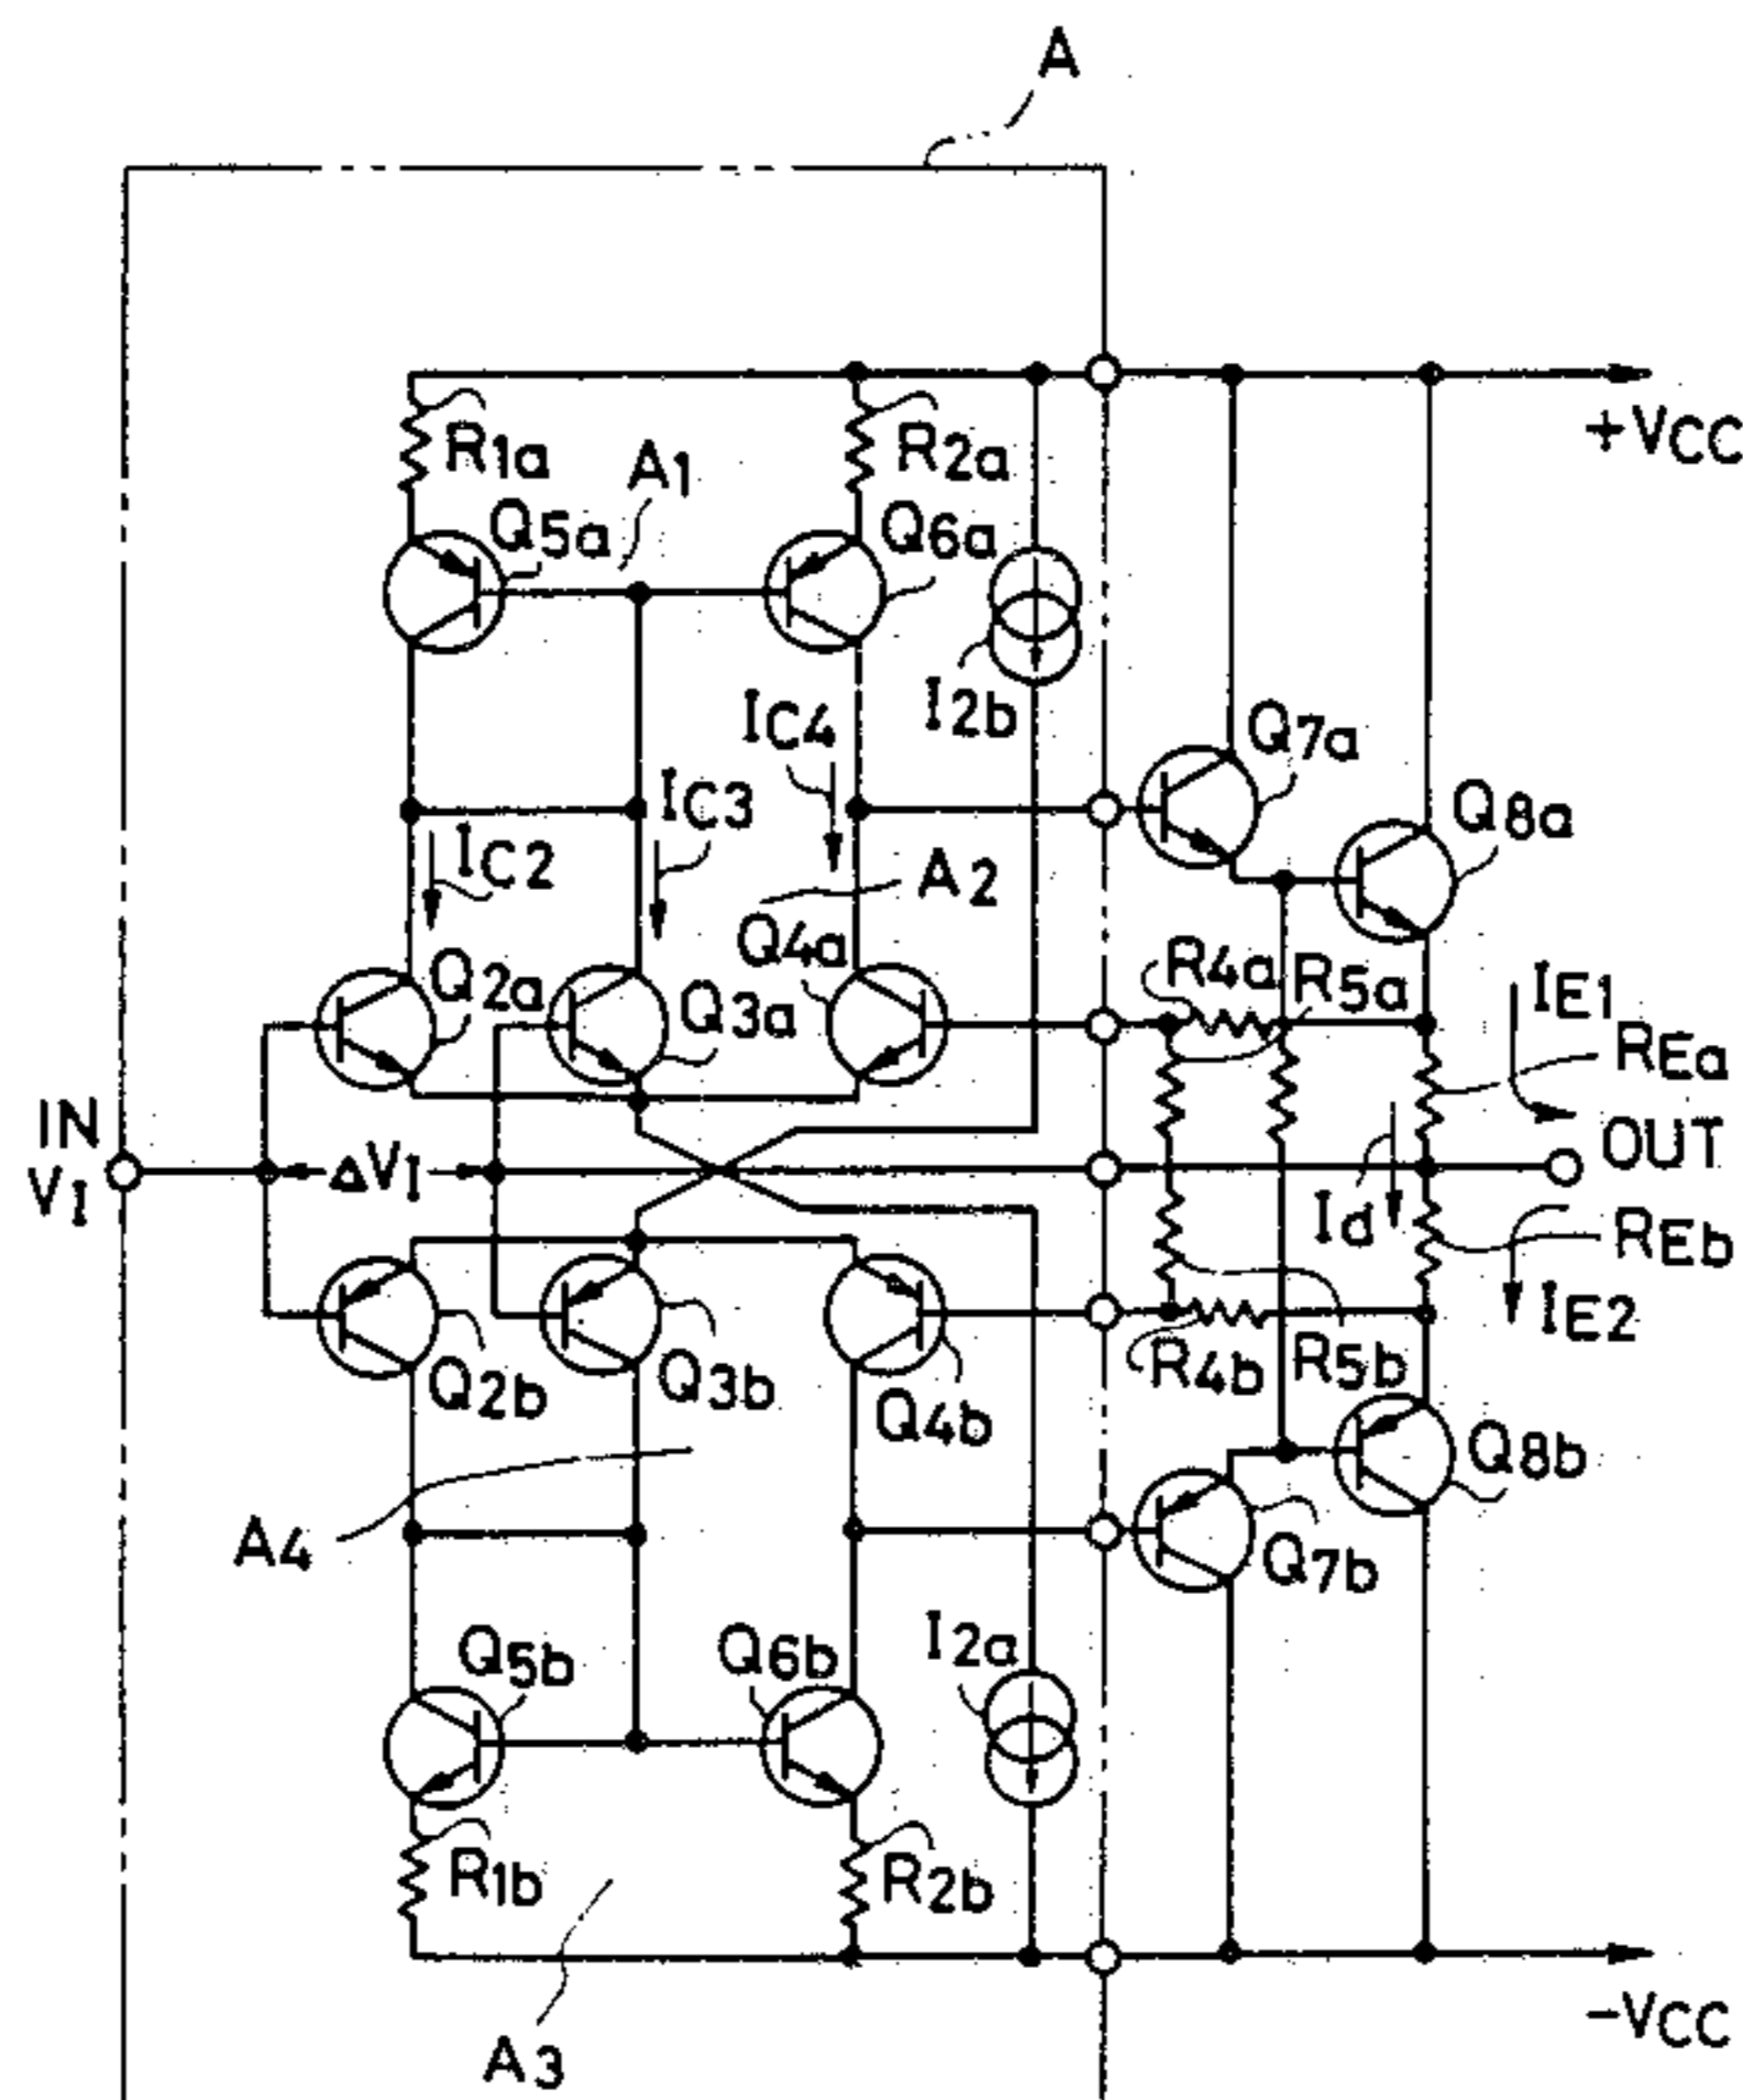 A
+VCC
R1a
A1
R2a
Q5a
Q6a
I2b
IC4
Q7a
IC3
Q8a
IC2
A2
Q2a
Q3a
Q4a
R4a
R5a
IE1
REa
IN
VI
ΔVI
OUT
Id
REb
IE2
Q2b
Q3b
Q4b
R4b
R5b
Q8b
A4
Q7b
Q5b
Q6b
I2a
R1b
R2b
A3
-VCC